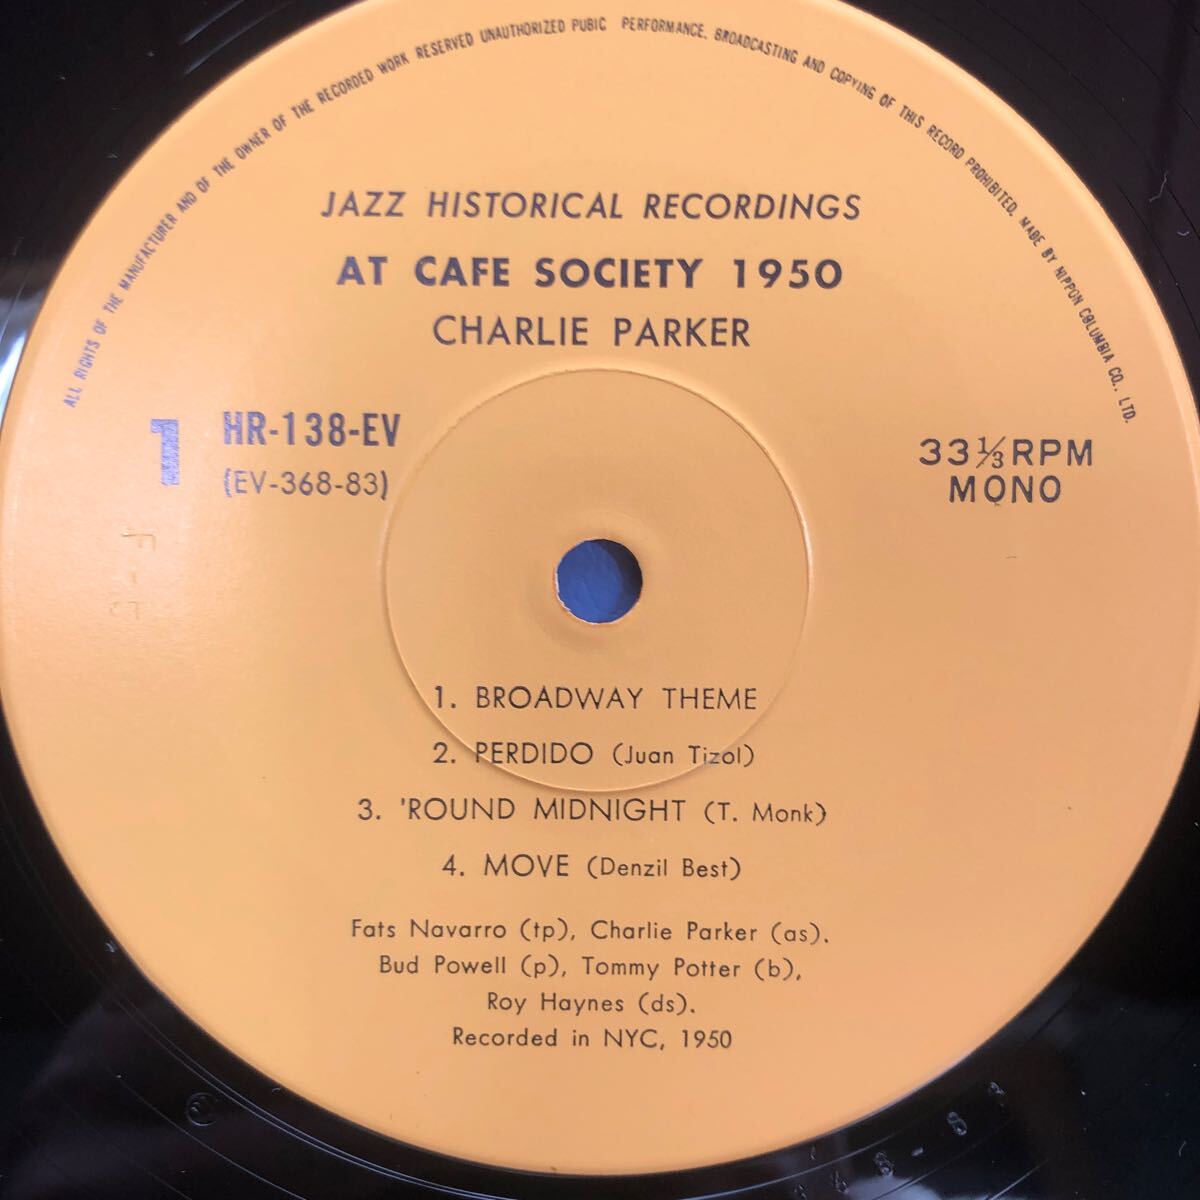 ALL RIGHTS OF THE MANUFACTURER AND OF THE OWNER OF THE RECORDED WORK RESERVED UNAUTHORIZED PUBIC PERFORMANCE, BROADCASTING AND COPYING OF THIS RECORD PROHIBITED. MADE BY NIPPON COLUMBIA CO., LTD.
JAZZ HISTORICAL RECORDINGS
AT CAFE SOCIETY 1950
CHARLIE PARKER
1
HR-138-EV
(EV-368-83)
33⅓RPM
MONO
1. BROADWAY THEME
2. PERDIDO (Juan Tizol)
3. 'ROUND MIDNIGHT (T. Monk)
4. MOVE (Denzil Best)
Fats Navarro (tp), Charlie Parker (as).
Bud Powell (p), Tommy Potter (b),
Roy Haynes (ds).
Recorded in NYC, 1950